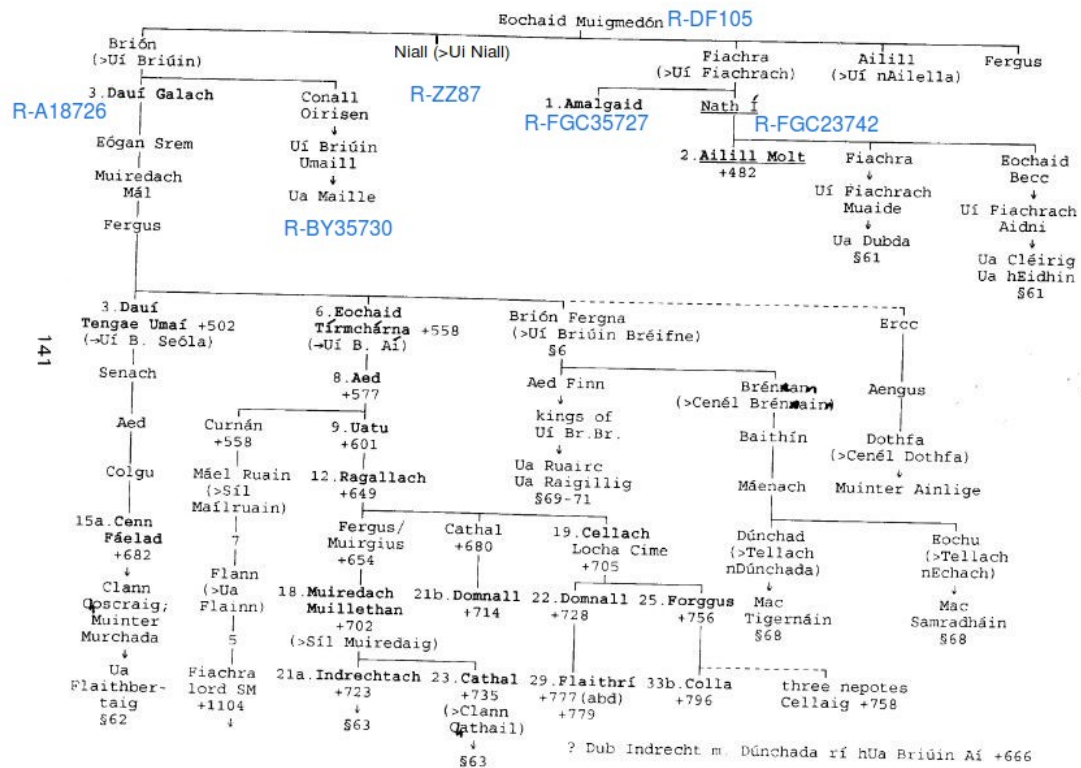 Eochaid Muigmedón R-DF105
Brión
(>Uí Briúin)
Niall (>Ui Niall)
Fiachra
(>Uí Fiachrach)
Ailill
(>Uí nAilella)
Fergus
3. Dauí Galach
R-A18726
Conall
Oirisen
↓
Uí Briúin
Umaill
↓
Ua Maille
R-BY35730
R-ZZ87
1. Amalgaid
R-FGC35727
Nath Í
R-FGC23742
2. Ailill Molt
+482
Fiachra
↓
Uí Fiachrach
Muaide
↓
Ua Dubda
§61
Eochaid
Becc
↓
Uí Fiachrach
Aidni
↓
Ua Cléirig
Ua hEidhin
§61
Eógan Srem
Muiredach
Mál
Fergus
3. Dauí
Tengae Umaí +502
(→Uí B. Seóla)
Senach
Aed
Colgu
15a. Cenn
Fáelad
+682
↓
Clann
Coscraig;
Muinter
Murchada
↓
Ua
Flaithber-
taig
§62
6. Eochaid
Tírmchárna +558
(→Uí B. Aí)
8. Aed
+577
Curnán
+558
Máel Ruain
(>Síl
Maílruain)
7
Flann
(>Ua
Flainn)
5
Fiachra
lord SM
+1104
↓
9. Uatu
+601
12. Ragallach
+649
Fergus/
Muirgius
+654
Cathal
+680
19. Cellach
Locha Cime
+705
18. Muiredach
Muillethan
+702
(>Síl Muiredaig)
21b. Domnall
+714
22. Domnall
+728
25. Forggus
+756
21a. Indrechtach
+723
↓
§63
23. Cathal
+735
(>Clann
Cathail)
↓
§63
29. Flaithrí
+777 (abd)
+779
33b. Colla
+796
three nepotes
Cellaig +758
Brión Fergna
(>Uí Briúin Bréifne)
§6
Aed Finn
↓
kings of
Uí Br.Br.
↓
Ua Ruairc
Ua Raigillig
§69-71
Brénnann
(>Cenél Brénnainn)
Baithín
Máenach
Dúnchad
(>Tellach
nDúnchada)
↓
Mac
Tigernáin
§68
Eochu
(>Tellach
nEchach)
↓
Mac
Samradháin
§68
Ercc
Aengus
Dothfa
(>Cenél Dothfa)
↓
Muinter Ainlige
? Dub Indrecht m. Dúnchada rí hUa Briúin Aí +666
141